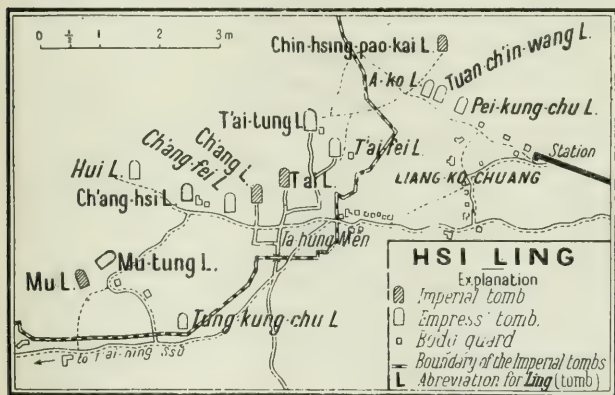 0 ½ 1 2 3 m
Chin-hsing-pao-kai L.
A-ko L.
Tuan-ch'in-wang L.
Pei-kung-chu L.
T'ai-tung L.
T'ai-fei L.
Station
LIANG-KO-CHUANG
Hui L.
Ch'ang-hsi L.
Ch'ang-fei L.
Ch'ang L.
T'ai L.
Ta hung Men
Mu L.
Mu-tung L.
Tung-kung-chu L.
to T'ai-ning-ssŭ
HSI LING
Explanation
Imperial tomb
Empress' tomb.
guard
Boundary of the Imperial tombs
L Abreviation for Ling (tomb)